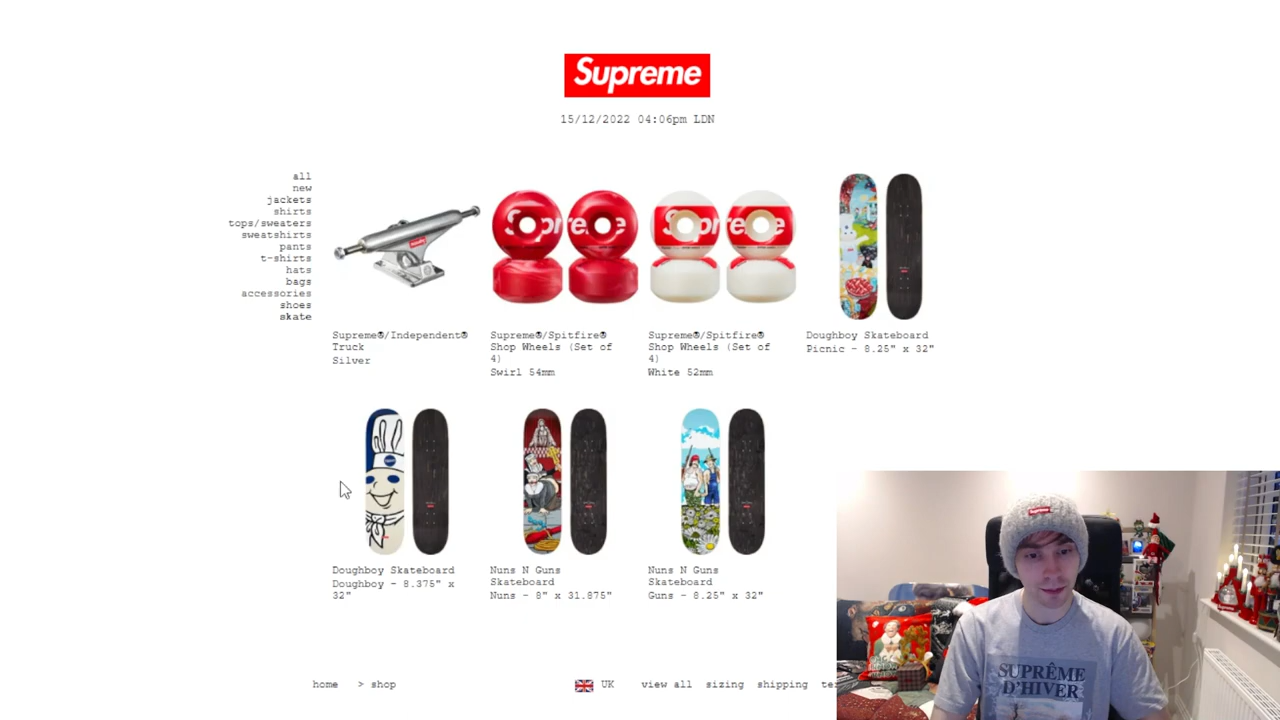 Supreme
15/12/2022 04:06pm LDN
all
new
jackets
shirts
tops/sweaters
sweatshirts
pants
t-shirts
hats
bags
accessories
shoes
skate
Supreme
Supreme
Supreme®/Independent®
Truck
Silver
Supreme®/Spitfire®
Shop Wheels (Set of
4)
Swirl 54mm
Supreme®/Spitfire®
Shop Wheels (Set of
4)
White 52mm
Doughboy Skateboard
Picnic - 8.25" x 32"
Doughboy Skateboard
Doughboy - 8.375" x
32"
Nuns N Guns
Skateboard
Nuns - 8" x 31.875"
Nuns N Guns
Skateboard
Guns - 8.25" x 32"
home > shop
UK view all sizing shipping
Supreme
SUPRÊME
D'HIVER